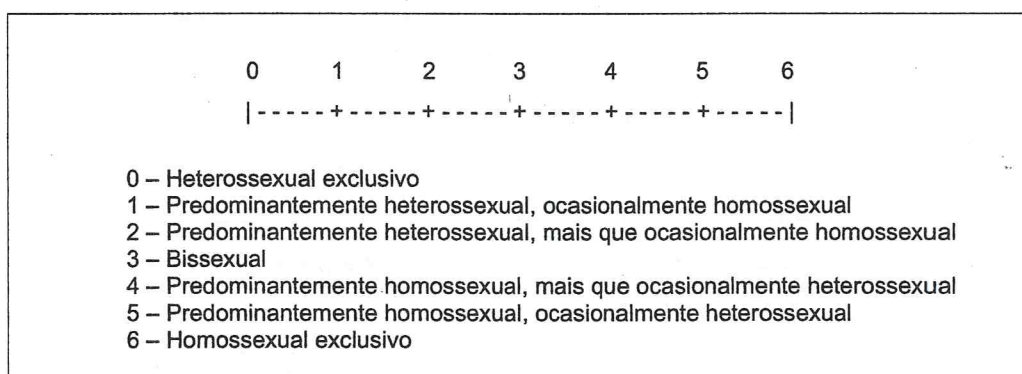 0 1 2 3 4 5 6
|-----+-----+-----+-----+-----+-----|
0 – Heterossexual exclusivo
1 – Predominantemente heterossexual, ocasionalmente homossexual
2 – Predominantemente heterossexual, mais que ocasionalmente homossexual
3 – Bissexual
4 – Predominantemente homossexual, mais que ocasionalmente heterossexual
5 – Predominantemente homossexual, ocasionalmente heterossexual
6 – Homossexual exclusivo